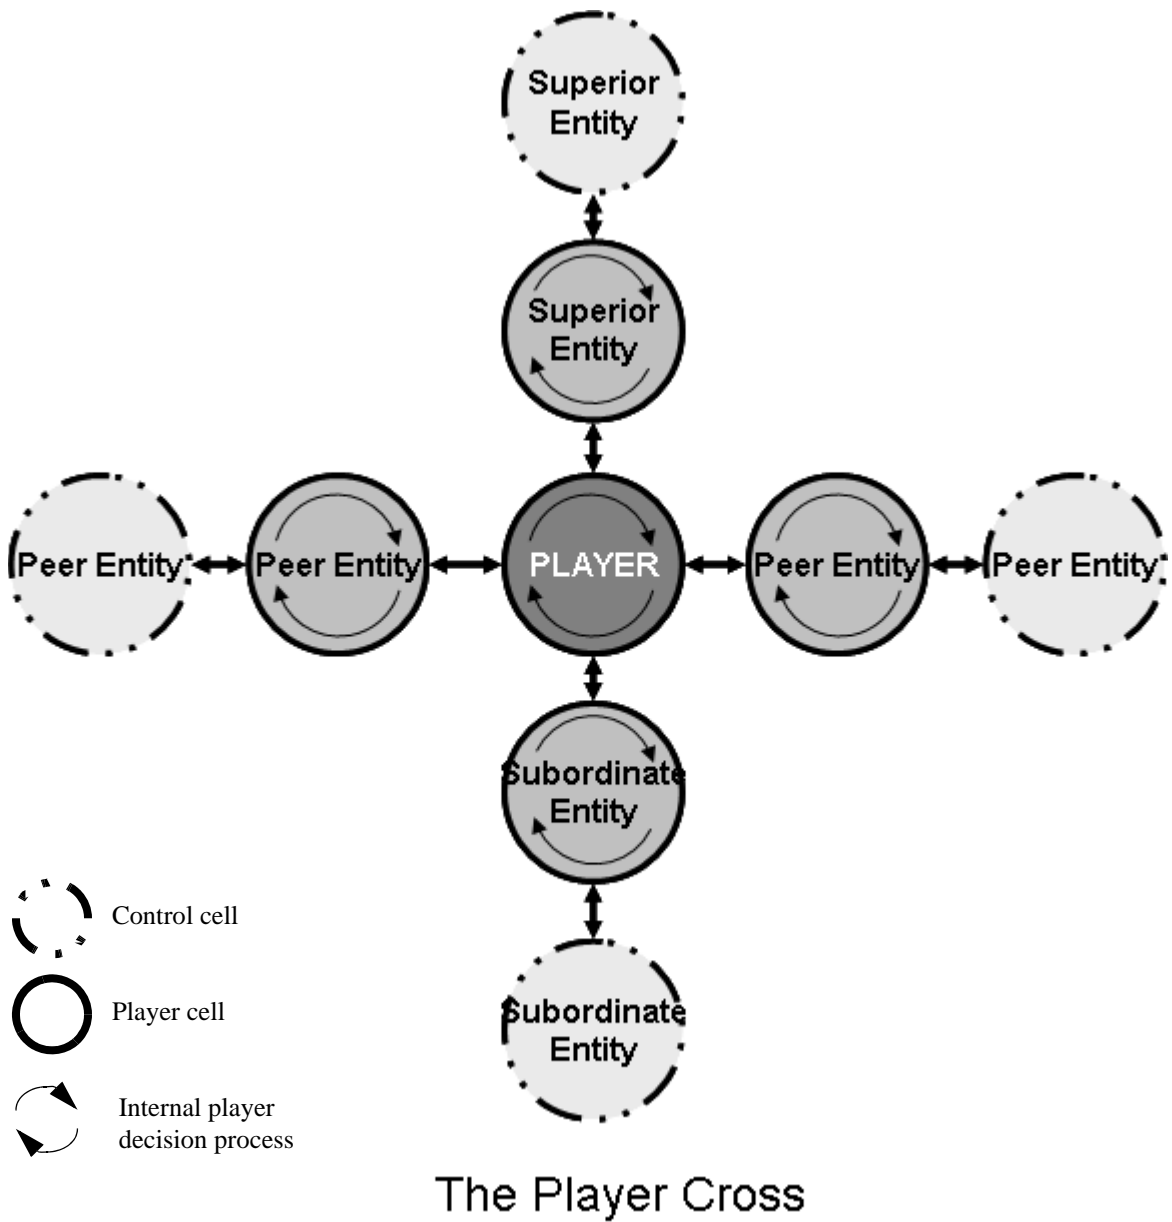 Superior
Entity
Superior
Entity
Peer Entity
Peer Entity
PLAYER
Peer Entity
Peer Entity
Subordinate
Entity
Subordinate
Entity
Control cell
Player cell
Internal player
decision process
The Player Cross